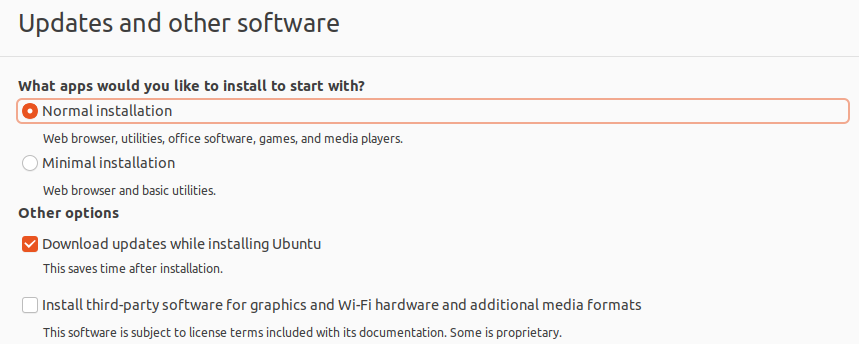 Updates and other software
What apps would you like to install to start with?
Normal installation
Web browser, utilities, office software, games, and media players.
Minimal installation
Web browser and basic utilities.
Other options
Download updates while installing Ubuntu
This saves time after installation.
Install third-party software for graphics and Wi-Fi hardware and additional media formats
This software is subject to license terms included with its documentation. Some is proprietary.